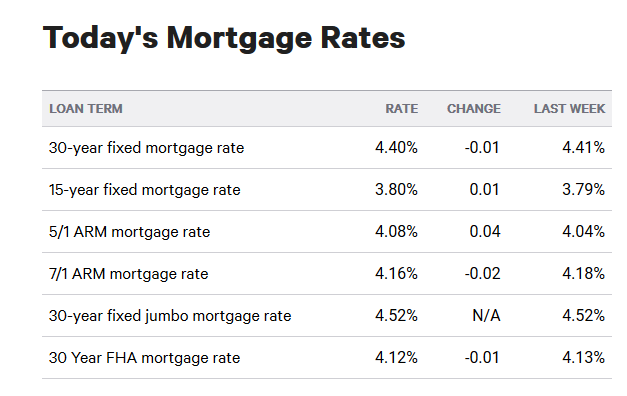 Today's Mortgage Rates
LOAN TERM RATE CHANGE LAST WEEK
30-year fixed mortgage rate 4.40% -0.01 4.41%
15-year fixed mortgage rate 3.80% 0.01 3.79%
5/1 ARM mortgage rate 4.08% 0.04 4.04%
7/1 ARM mortgage rate 4.16% -0.02 4.18%
30-year fixed jumbo mortgage rate 4.52% N/A 4.52%
30 Year FHA mortgage rate 4.12% -0.01 4.13%